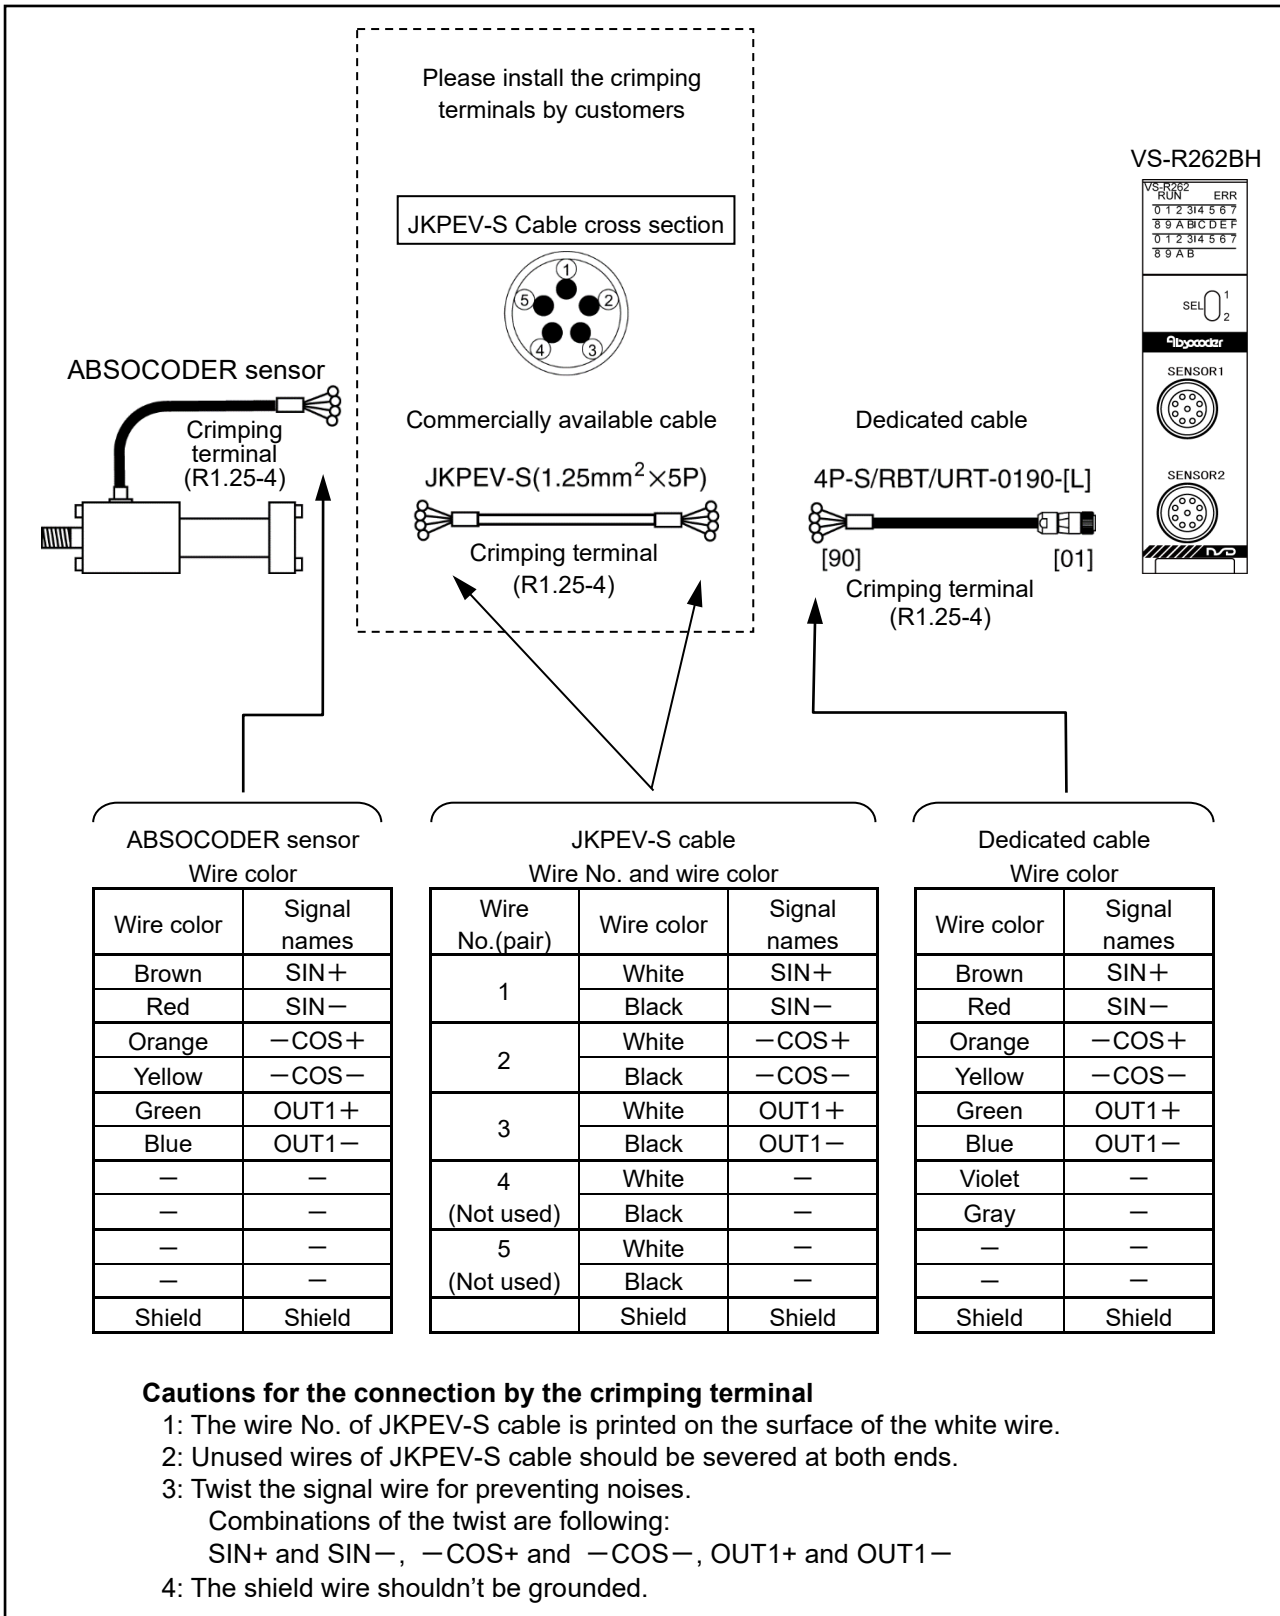 Please install the crimping
terminals by customers
VS-R262BH
VS-R262
RUN ERR
0 1 2 3 4 5 6 7
8 9 A B C D E F
0 1 2 3 4 5 6 7
8 9 A B
JKPEV-S Cable cross section
1
5 2
4 3
SEL 1
2
Absocoder
SENSOR1
SENSOR2
NSD
ABSOCODER sensor
Crimping
terminal
(R1.25-4)
Commercially available cable
JKPEV-S(1.25mm²×5P)
Crimping terminal
(R1.25-4)
Dedicated cable
4P-S/RBT/URT-0190-[L]
[90] [01]
Crimping terminal
(R1.25-4)
ABSOCODER sensor
Wire color
Wire color Signal names
Brown SIN+
Red SIN−
Orange −COS+
Yellow −COS−
Green OUT1+
Blue OUT1−
− −
− −
− −
− −
Shield Shield
JKPEV-S cable
Wire No. and wire color
Wire No.(pair) Wire color Signal names
1 White SIN+
Black SIN−
2 White −COS+
Black −COS−
3 White OUT1+
Black OUT1−
4 (Not used) White −
Black −
5 (Not used) White −
Black −
Shield Shield
Dedicated cable
Wire color
Wire color Signal names
Brown SIN+
Red SIN−
Orange −COS+
Yellow −COS−
Green OUT1+
Blue OUT1−
Violet −
Gray −
− −
− −
Shield Shield
Cautions for the connection by the crimping terminal
1: The wire No. of JKPEV-S cable is printed on the surface of the white wire.
2: Unused wires of JKPEV-S cable should be severed at both ends.
3: Twist the signal wire for preventing noises.
Combinations of the twist are following:
SIN+ and SIN−, −COS+ and −COS−, OUT1+ and OUT1−
4: The shield wire shouldn't be grounded.